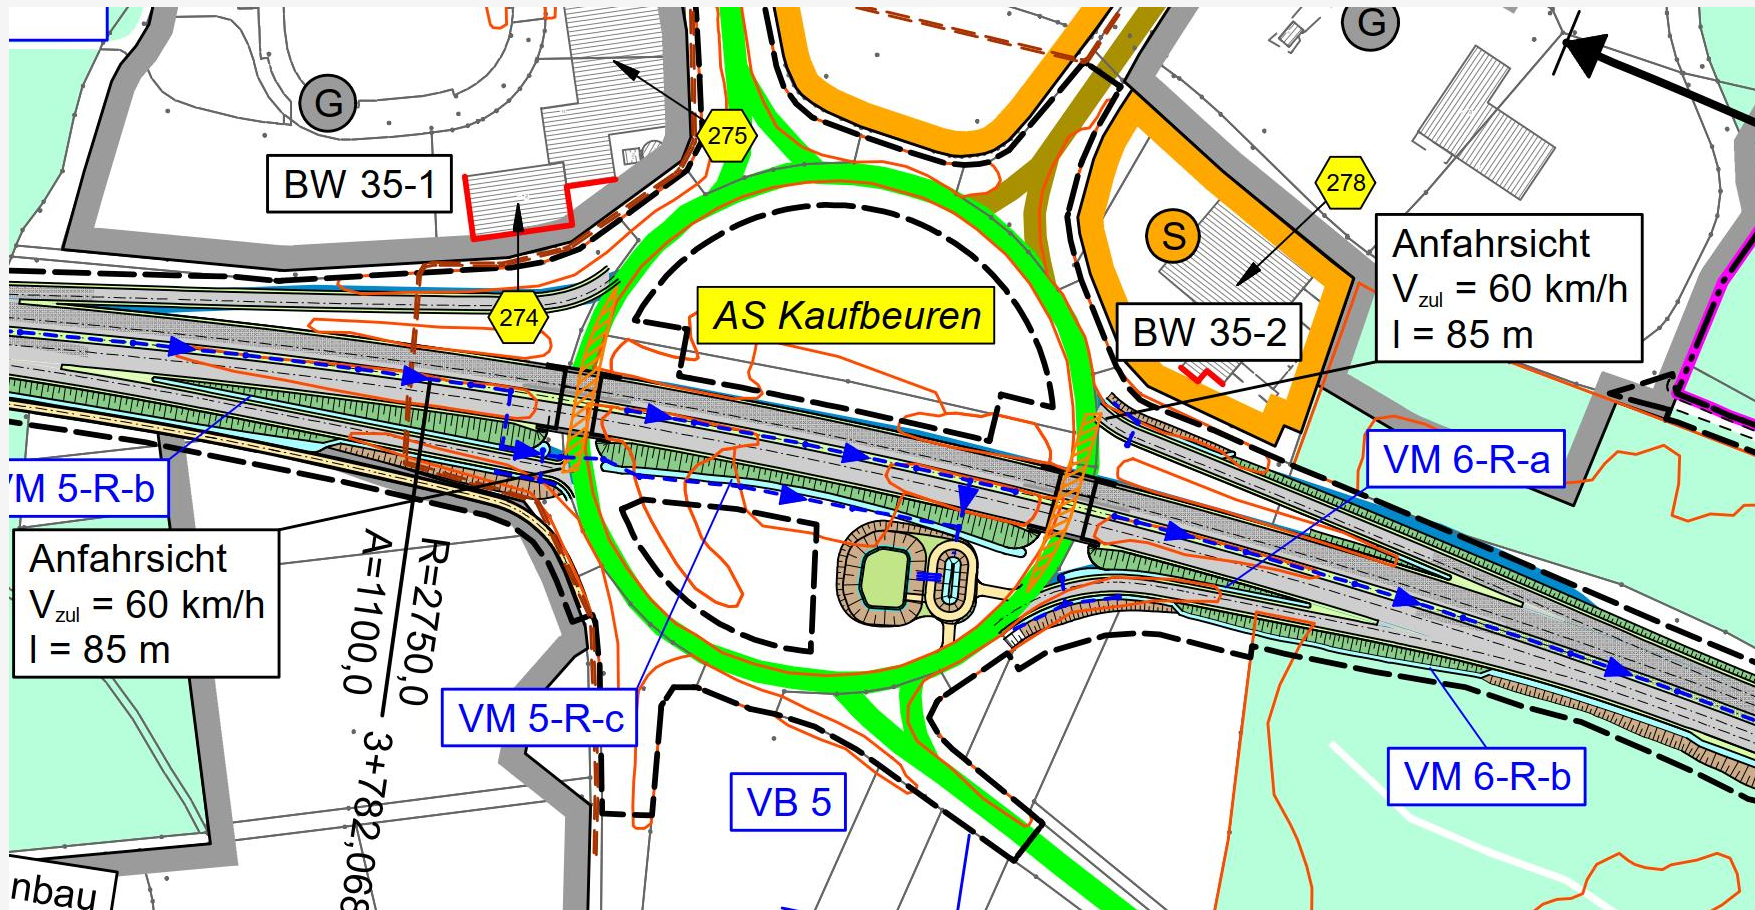 G
G
275
BW 35-1
278
S
Anfahrsicht
Vzul = 60 km/h
l = 85 m
274
AS Kaufbeuren
BW 35-2
VM 6-R-a
VM 5-R-b
Anfahrsicht
Vzul = 60 km/h
l = 85 m
R=2750,0
A=1100,0
3+782,068
VM 5-R-c
VM 6-R-b
VB 5
nbau